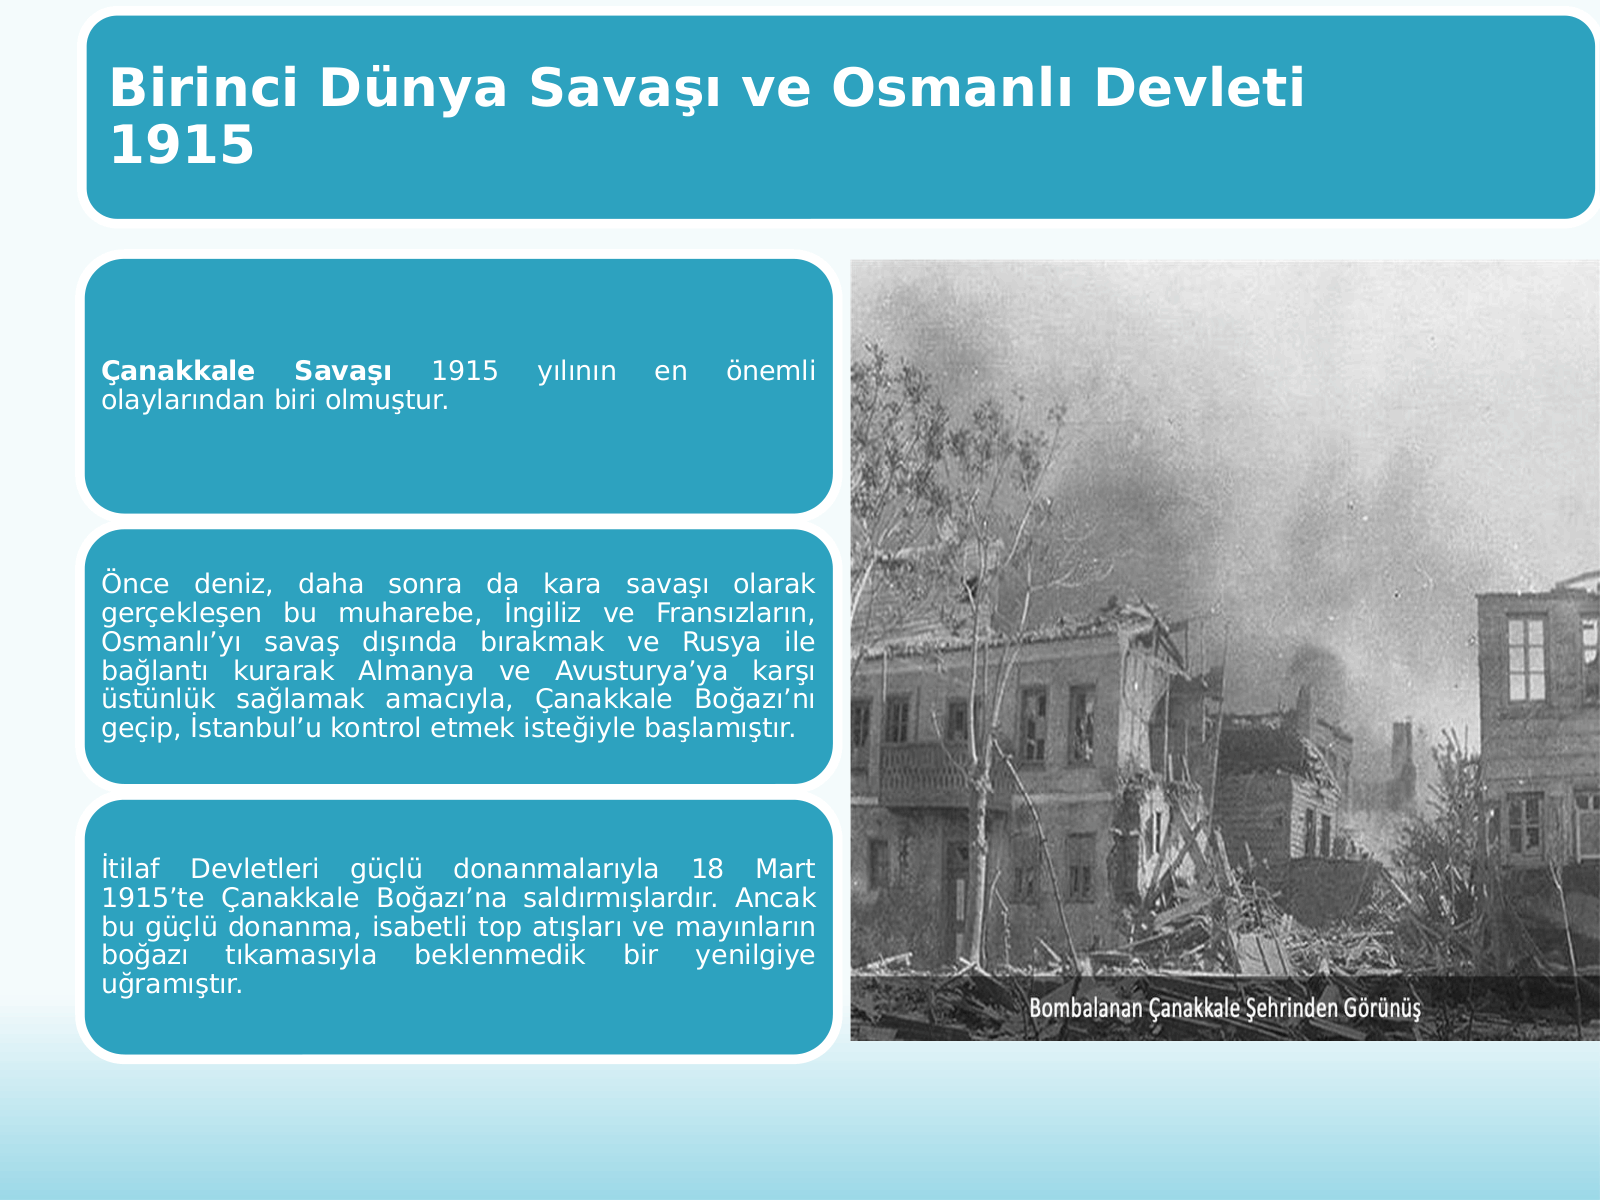 Birinci Dünya Savaşı ve Osmanlı Devleti
1915
Çanakkale Savaşı 1915 yılının en önemli
olaylarından biri olmuştur.
Önce deniz, daha sonra da kara savaşı olarak
gerçekleşen bu muharebe, İngiliz ve Fransızların,
Osmanlı’yı savaş dışında bırakmak ve Rusya ile
bağlantı kurarak Almanya ve Avusturya’ya karşı
üstünlük sağlamak amacıyla, Çanakkale Boğazı’nı
geçip, İstanbul’u kontrol etmek isteğiyle başlamıştır.
İtilaf Devletleri güçlü donanmalarıyla 18 Mart
1915’te Çanakkale Boğazı’na saldırmışlardır. Ancak
bu güçlü donanma, isabetli top atışları ve mayınların
boğazı tıkamasıyla beklenmedik bir yenilgiye
uğramıştır.
Bombalanan Çanakkale Şehrinden Görünüş